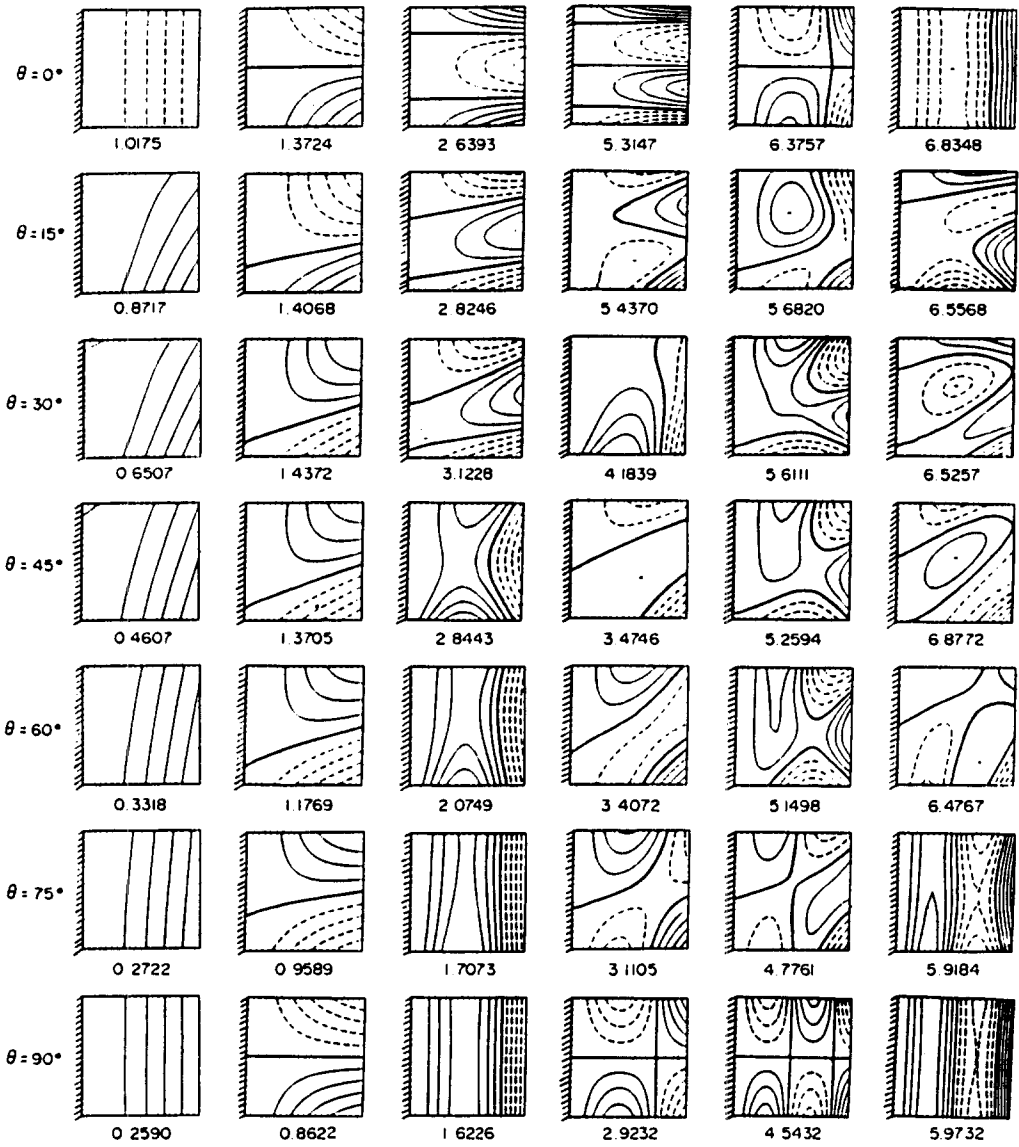 θ = 0°
1.0175 1.3724 2 6393 5.3147 6.3757 6.8348
θ = 15°
0.8717 1.4068 2 8246 5 4370 5 6820 6.5568
θ = 30°
0 6507 1.4372 3.1228 4 1839 5 6111 6.5257
θ = 45°
0 4607 1.3705 2 8443 3.4746 5.2594 6.8772
θ = 60°
0.3318 1.1769 2 0749 3 4072 5.1498 6.4767
θ = 75°
0 2722 0.9589 1 7073 3.1105 4.7761 5.9184
θ = 90°
0 2590 0.8622 1 6226 2.9232 4 5432 5.9732